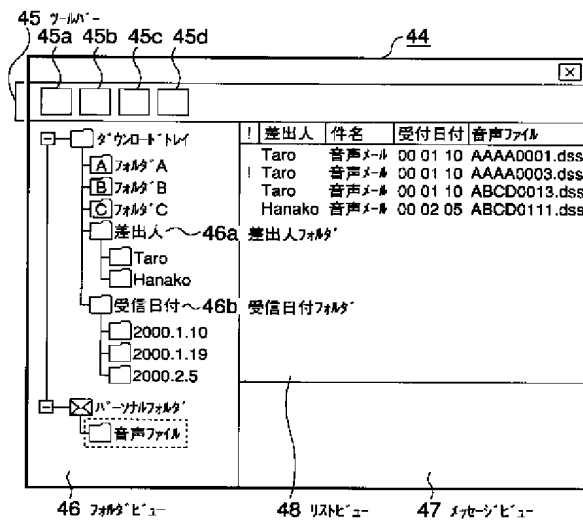 45 ﾂｰﾙﾊﾞｰ
45a 45b 45c 45d
44
ﾀﾞｳﾝﾛｰﾄﾞﾄﾚｲ
A ﾌｫﾙﾀﾞA
B ﾌｫﾙﾀﾞB
C ﾌｫﾙﾀﾞC
差出人 46a 差出人ﾌｫﾙﾀﾞ
Taro
Hanako
受信日付 46b 受信日付ﾌｫﾙﾀﾞ
2000.1.10
2000.1.19
2000.2.5
ﾊﾟｰｿﾅﾙﾌｫﾙﾀﾞ
音声ﾌｧｲﾙ
! 差出人 件名 受付日付 音声ﾌｧｲﾙ
Taro 音声ﾒｰﾙ 00 01 10 AAAA0001.dss
! Taro 音声ﾒｰﾙ 00 01 10 AAAA0003.dss
Taro 音声ﾒｰﾙ 00 01 10 ABCD0013.dss
Hanako 音声ﾒｰﾙ 00 02 05 ABCD0111.dss
46 ﾌｫﾙﾀﾞﾋﾞｭｰ 48 ﾘｽﾄﾋﾞｭｰ 47 ﾒｯｾｰｼﾞﾋﾞｭｰ